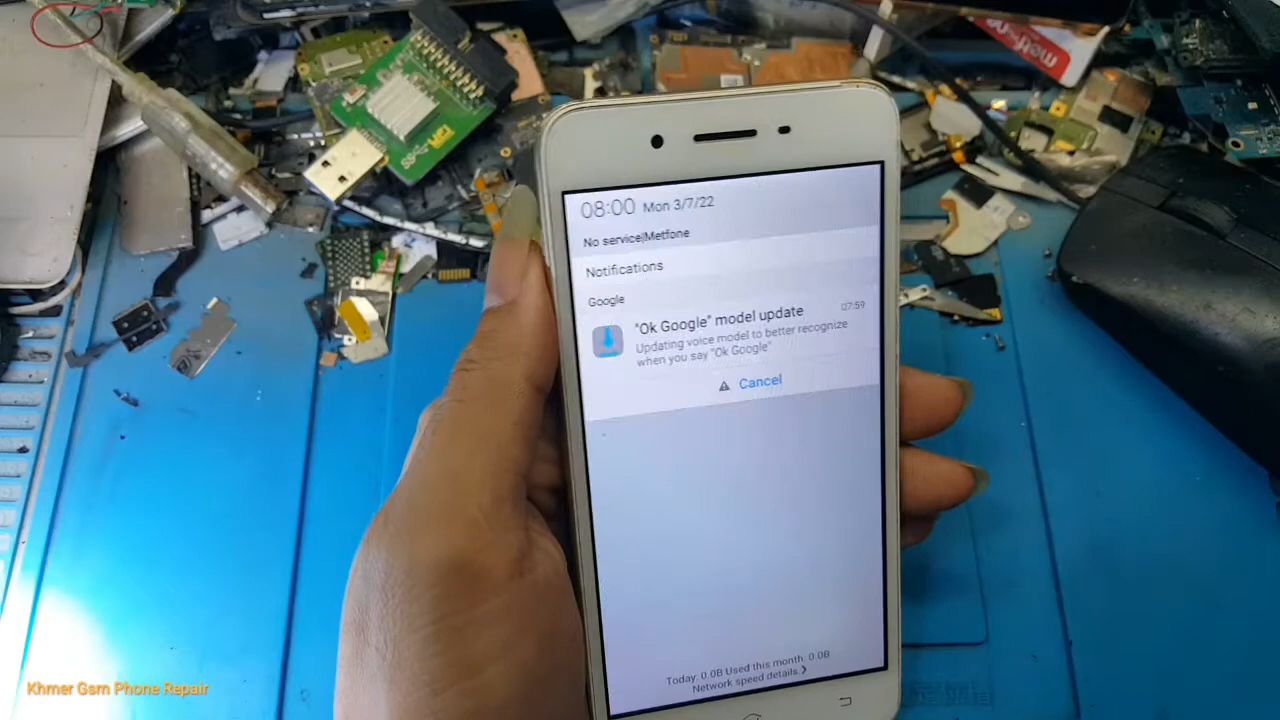 metfone
08:00 Mon 3/7/22
No service|Metfone
Notifications
Google
"Ok Google" model update 07:59
Updating voice model to better recognize
when you say "Ok Google"
Cancel
Today: 0.0B Used this month: 0.0B
Network speed details >
Khmer Gsm Phone Repair